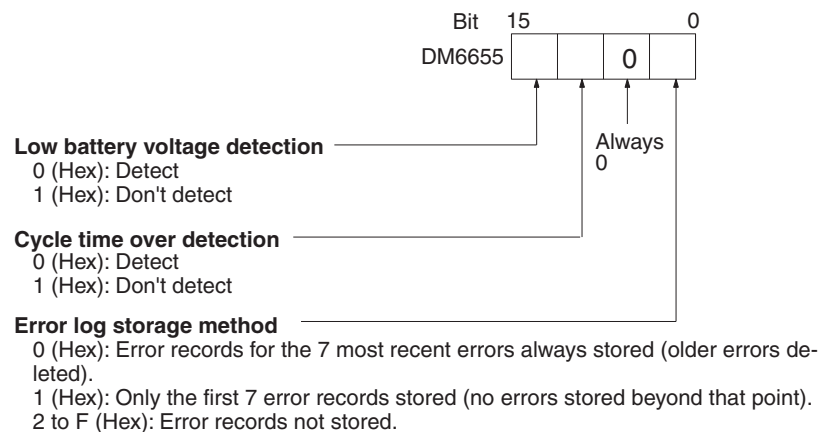 Bit 15 0
DM6655 0
Low battery voltage detection
Always
0
0 (Hex): Detect
1 (Hex): Don't detect
Cycle time over detection
0 (Hex): Detect
1 (Hex): Don't detect
Error log storage method
0 (Hex): Error records for the 7 most recent errors always stored (older errors de-
leted).
1 (Hex): Only the first 7 error records stored (no errors stored beyond that point).
2 to F (Hex): Error records not stored.